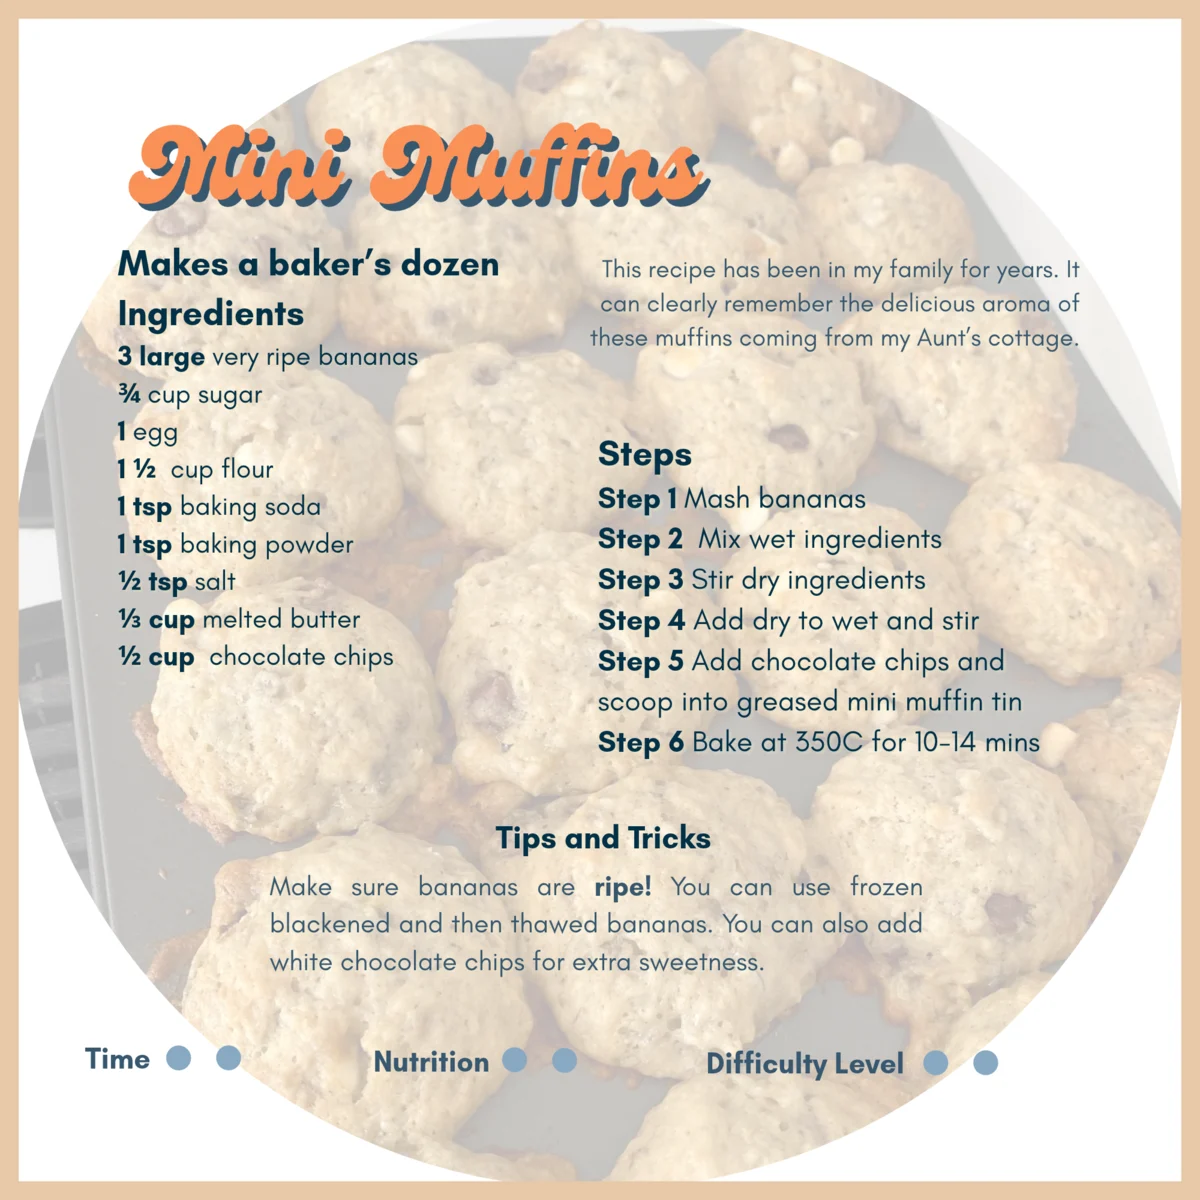 Mini Muffins
Makes a baker’s dozen
Ingredients
3 large very ripe bananas
¾ cup sugar
1 egg
1 ½ cup flour
1 tsp baking soda
1 tsp baking powder
½ tsp salt
⅓ cup melted butter
½ cup chocolate chips
This recipe has been in my family for years. It
can clearly remember the delicious aroma of
these muffins coming from my Aunt’s cottage.
Steps
Step 1 Mash bananas
Step 2 Mix wet ingredients
Step 3 Stir dry ingredients
Step 4 Add dry to wet and stir
Step 5 Add chocolate chips and
scoop into greased mini muffin tin
Step 6 Bake at 350C for 10-14 mins
Tips and Tricks
Make sure bananas are ripe! You can use frozen
blackened and then thawed bananas. You can also add
white chocolate chips for extra sweetness.
Time
Nutrition
Difficulty Level